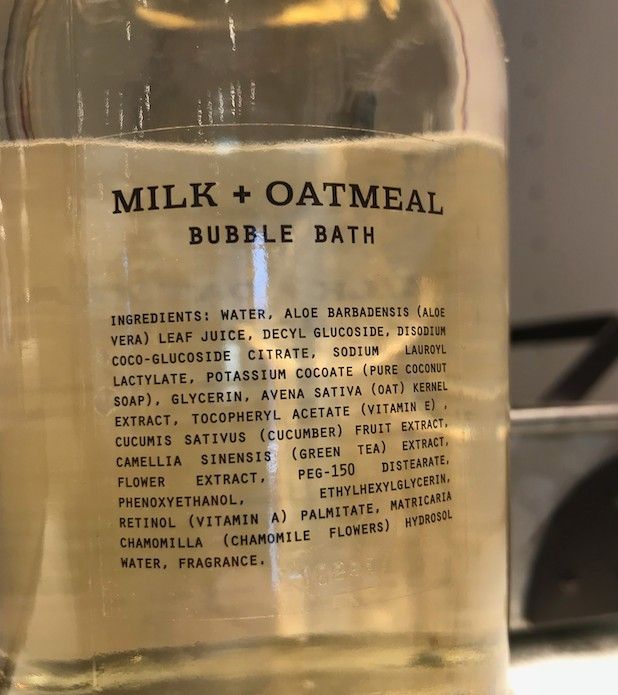 MILK + OATMEAL
BUBBLE BATH
INGREDIENTS: WATER, ALOE BARBADENSIS (ALOE
VERA) LEAF JUICE, DECYL GLUCOSIDE, DISODIUM
COCO-GLUCOSIDE CITRATE, SODIUM LAUROYL
LACTYLATE, POTASSIUM COCOATE (PURE COCONUT
SOAP), GLYCERIN, AVENA SATIVA (OAT) KERNEL
EXTRACT, TOCOPHERYL ACETATE (VITAMIN E) ,
CUCUMIS SATIVUS (CUCUMBER) FRUIT EXTRACT,
CAMELLIA SINENSIS (GREEN TEA) EXTRACT,
FLOWER EXTRACT, PEG-150 DISTEARATE,
PHENOXYETHANOL, ETHYLHEXYLGLYCERIN,
RETINOL (VITAMIN A) PALMITATE, MATRICARIA
CHAMOMILLA (CHAMOMILE FLOWERS) HYDROSOL
WATER, FRAGRANCE.